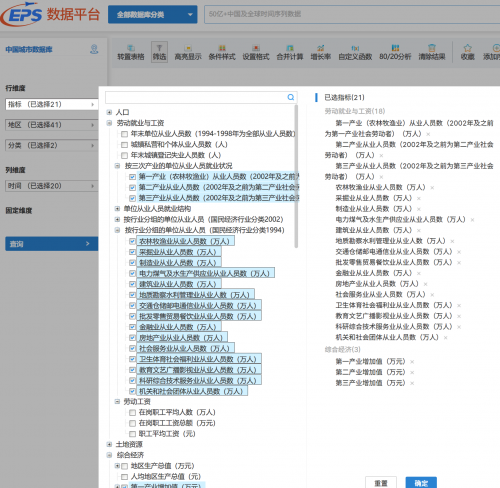 EPS 数据平台
全部数据库分类
80亿+中国及全球时间序列数据
中国城市数据库
转置表格 筛选 高亮显示 条件样式 设置格式 合并计算 增长率 自定义函数 80/20分析 清除结果 收藏
行维度
指标 （已选择21）
地区 （已选择41）
分类 （已选择2）
列维度
时间 （已选择20）
固定维度
查询
人口
劳动就业与工资
年末单位从业人员数（1994-1998年为全部从业人员数）
城镇私营和个体从业人员（人）
年末城镇登记失业人员数（人）
按三次产业的单位从业人员就业状况
第一产业（农林牧渔业）从业人员数（2002年及之前为
第二产业从业人员数（2002年及之前为第二产业社会劳
第三产业从业人员数（2002年及之前为第三产业社会劳
单位从业人员就业结构
按行业分组的单位从业人员（国民经济行业分类2002）
按行业分组的单位从业人员（国民经济行业分类1994）
农林牧渔业从业人员数（万人）
采掘业从业人员数（万人）
制造业从业人员数（万人）
电力煤气及水生产供应业从业人员数（万人）
建筑业从业人员数（万人）
地质勘察水利管理业从业人数（万人）
交通仓储邮电通信业从业人员数（万人）
批发零售贸易餐饮业从业人员数（万人）
金融业从业人员数（万人）
房地产业从业人员数（万人）
社会服务业从业人员数（万人）
卫生体育社会福利业从业人员数（万人）
教育文艺广播影视业从业人员数（万人）
科研综合技术服务业从业人员数（万人）
机关和社会团体从业人员数（万人）
劳动工资
在岗职工平均人数（万人）
在岗职工工资总额（万元）
职工平均工资（元）
土地资源
综合经济
地区生产总值（万元）
人均地区生产总值（元）
第一产业增加值（万元）
已选指标(21)
劳动就业与工资(18)
第一产业（农林牧渔业）从业人员数（2002年及之前
为第一产业社会劳动者）（万人）
第二产业从业人员数（2002年及之前为第二产业社会劳动
者）（万人）
第三产业从业人员数（2002年及之前为第三产业社会劳动
者）（万人）
农林牧渔业从业人员数（万人）
采掘业从业人员数（万人）
制造业从业人员数（万人）
电力煤气及水生产供应业从业人员数（万人）
建筑业从业人员数（万人）
地质勘察水利管理业从业人数（万人）
交通仓储邮电通信业从业人员数（万人）
批发零售贸易餐饮业从业人员数（万人）
金融业从业人员数（万人）
房地产业从业人员数（万人）
社会服务业从业人员数（万人）
卫生体育社会福利业从业人员数（万人）
教育文艺广播影视业从业人员数（万人）
科研综合技术服务业从业人员数（万人）
机关和社会团体从业人员数（万人）
综合经济(3)
第一产业增加值（万元）
第二产业增加值（万元）
第三产业增加值（万元）
重置 确定